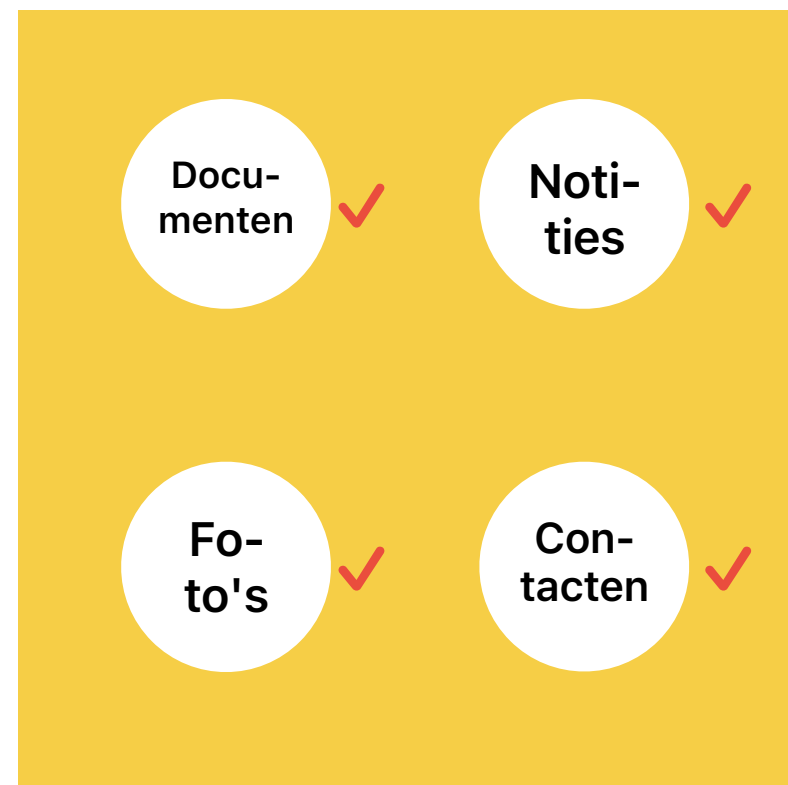 Docu-
menten
Noti-
ties
Fo-
to's
Con-
tacten